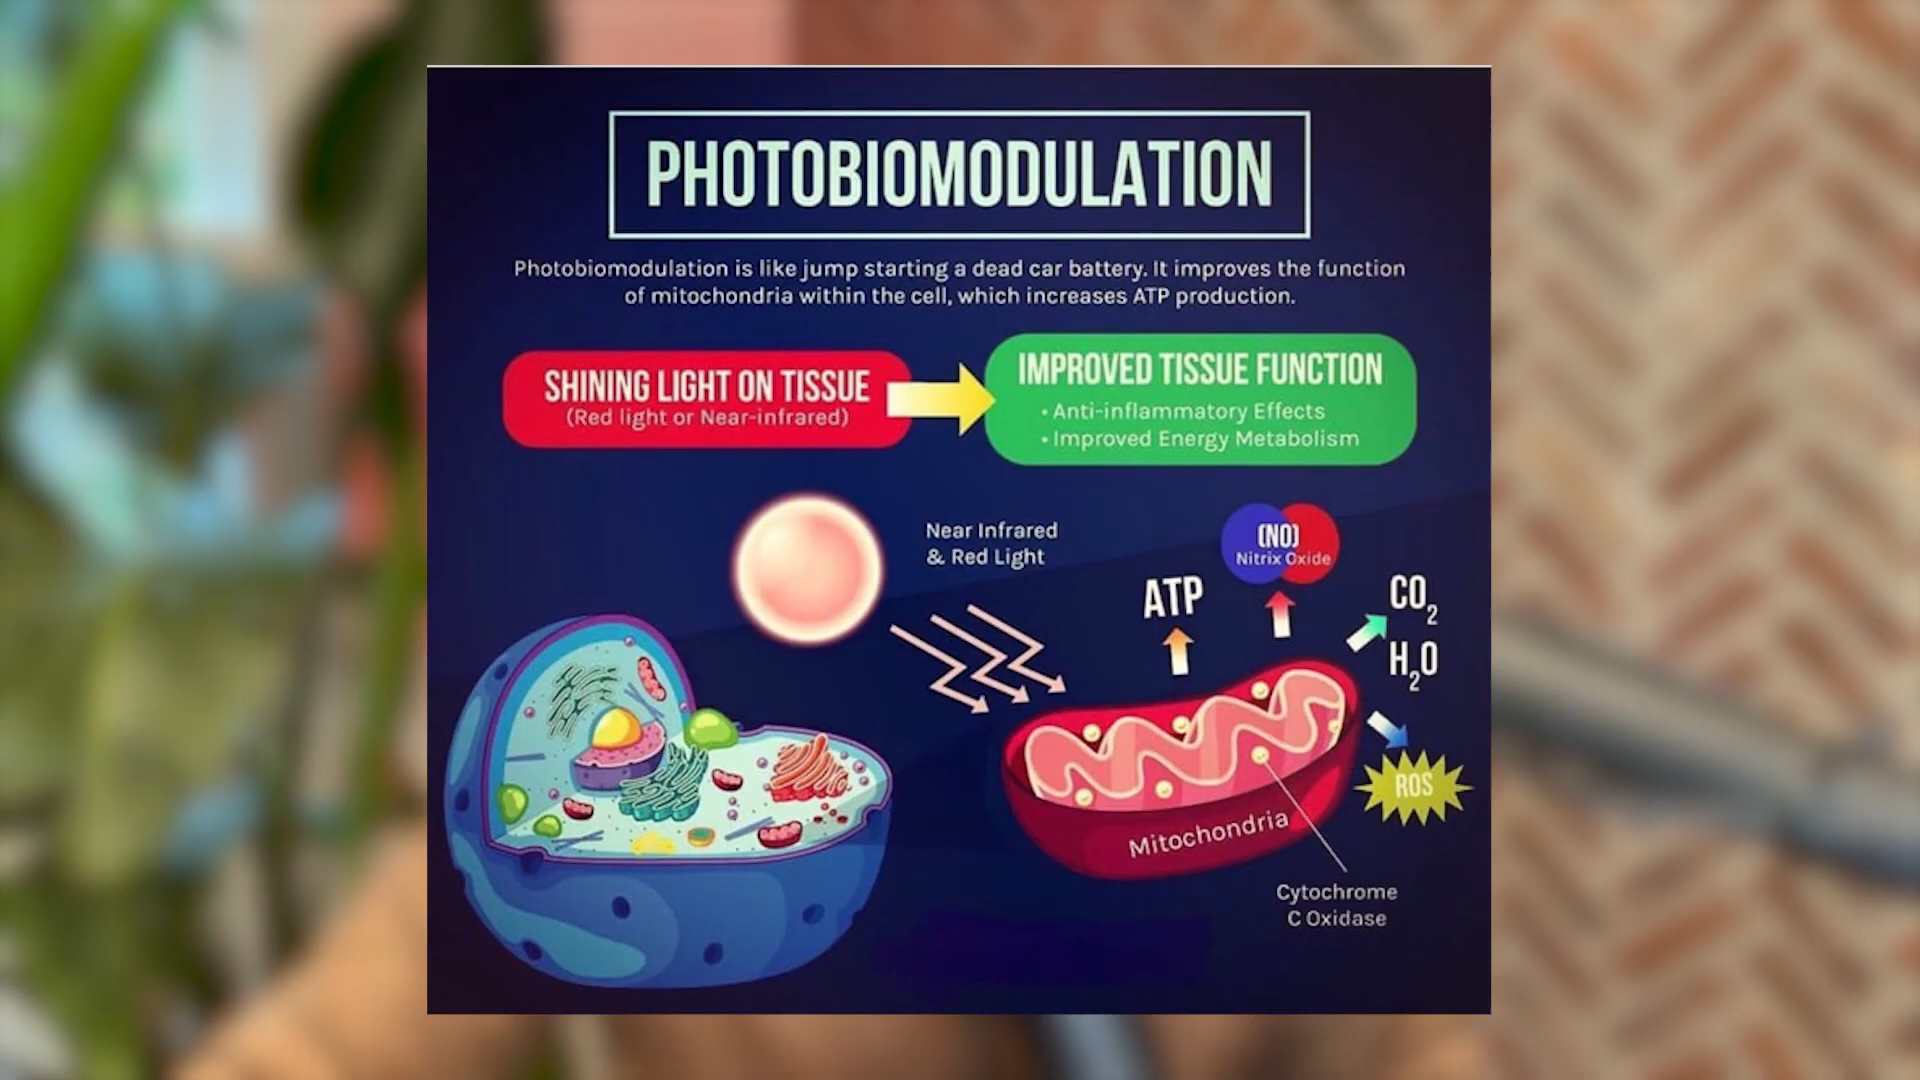 PHOTOBIOMODULATION
Photobiomodulation is like jump starting a dead car battery. It improves the function
of mitochondria within the cell, which increases ATP production.
SHINING LIGHT ON TISSUE
(Red light or Near-infrared)
IMPROVED TISSUE FUNCTION
• Anti-inflammatory Effects
• Improved Energy Metabolism
Near Infrared
& Red Light
(NO)
Nitrix Oxide
ATP
CO₂
H₂O
ROS
Mitochondria
Cytochrome
C Oxidase